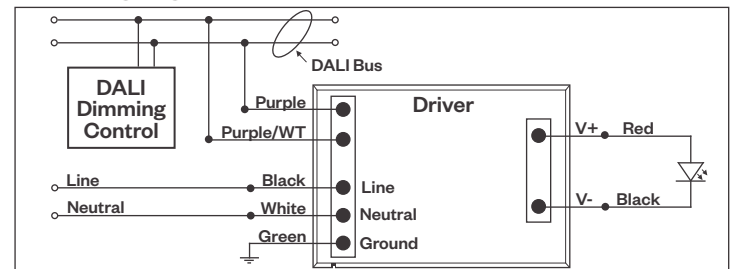 DALI Bus
DALI
Dimming
Control
Driver
Purple
Purple/WT
V+ Red
Line Black Line
Neutral White Neutral
V- Black
Green Ground